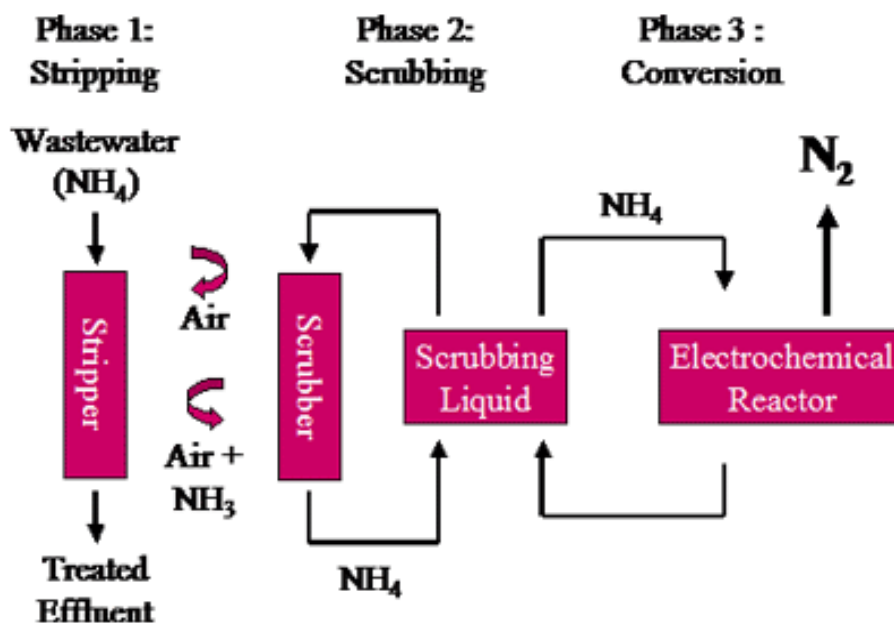 Phase 1:
Stripping
Phase 2:
Scrubbing
Phase 3 :
Conversion
Wastewater
(NH₄)
Stripper
Treated
Effluent
Air
Air +
NH₃
Scrubber
NH₄
Scrubbing
Liquid
NH₄
Electrochemical
Reactor
N₂